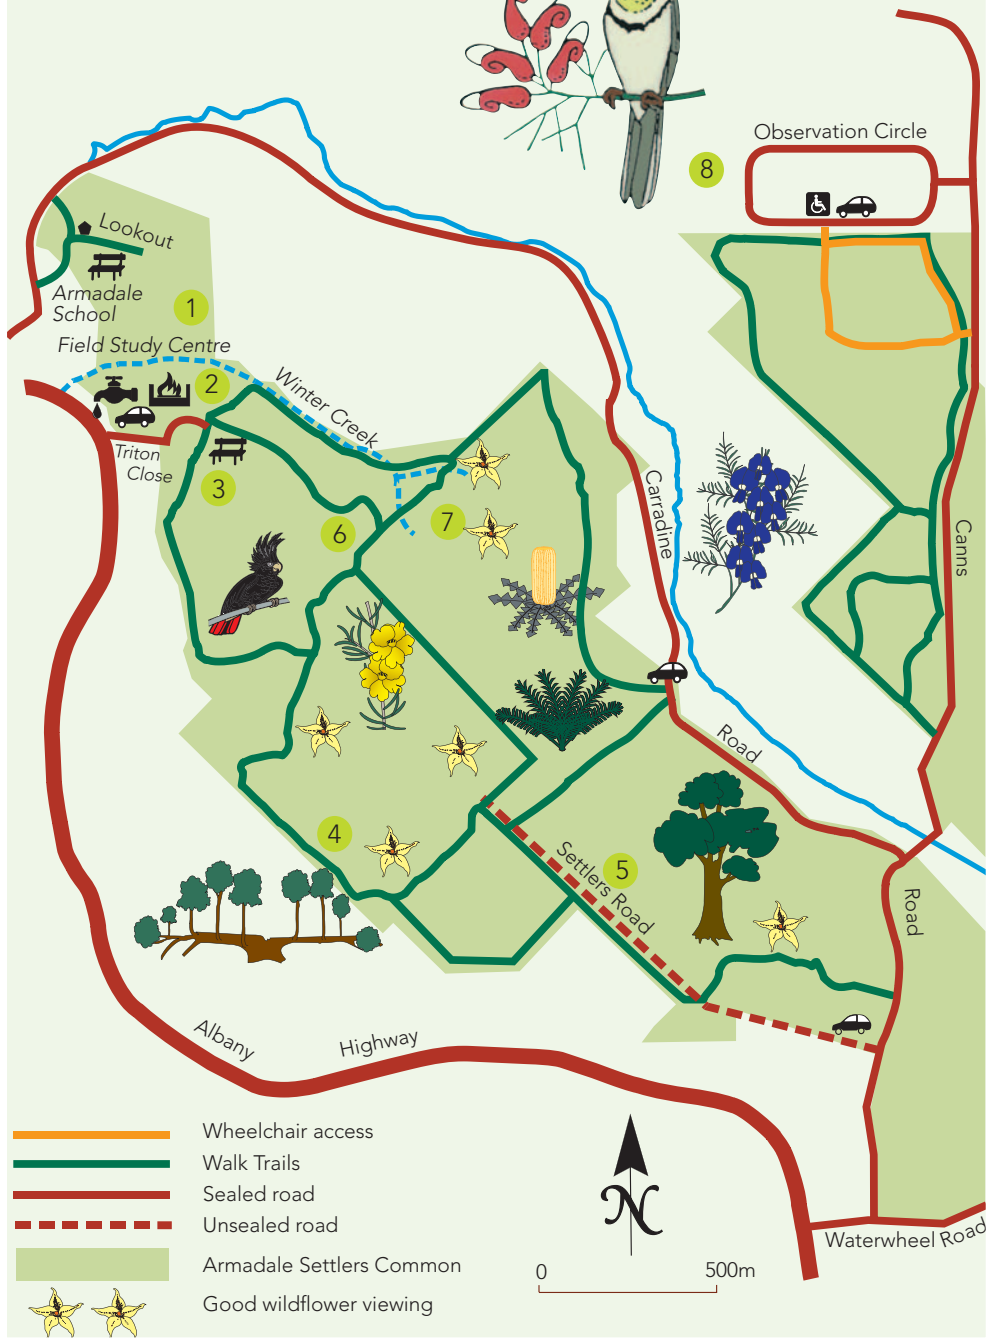 Observation Circle
8
Lookout
Armadale
School
1
Field Study Centre
2
Winter Creek
Triton
Close
3
6
7
Carradine
Canns
Road
4
Settlers Road
5
Road
Albany
Highway
Wheelchair access
Walk Trails
Sealed road
Unsealed road
Armadale Settlers Common
Good wildflower viewing
N
0 500m
Waterwheel Road